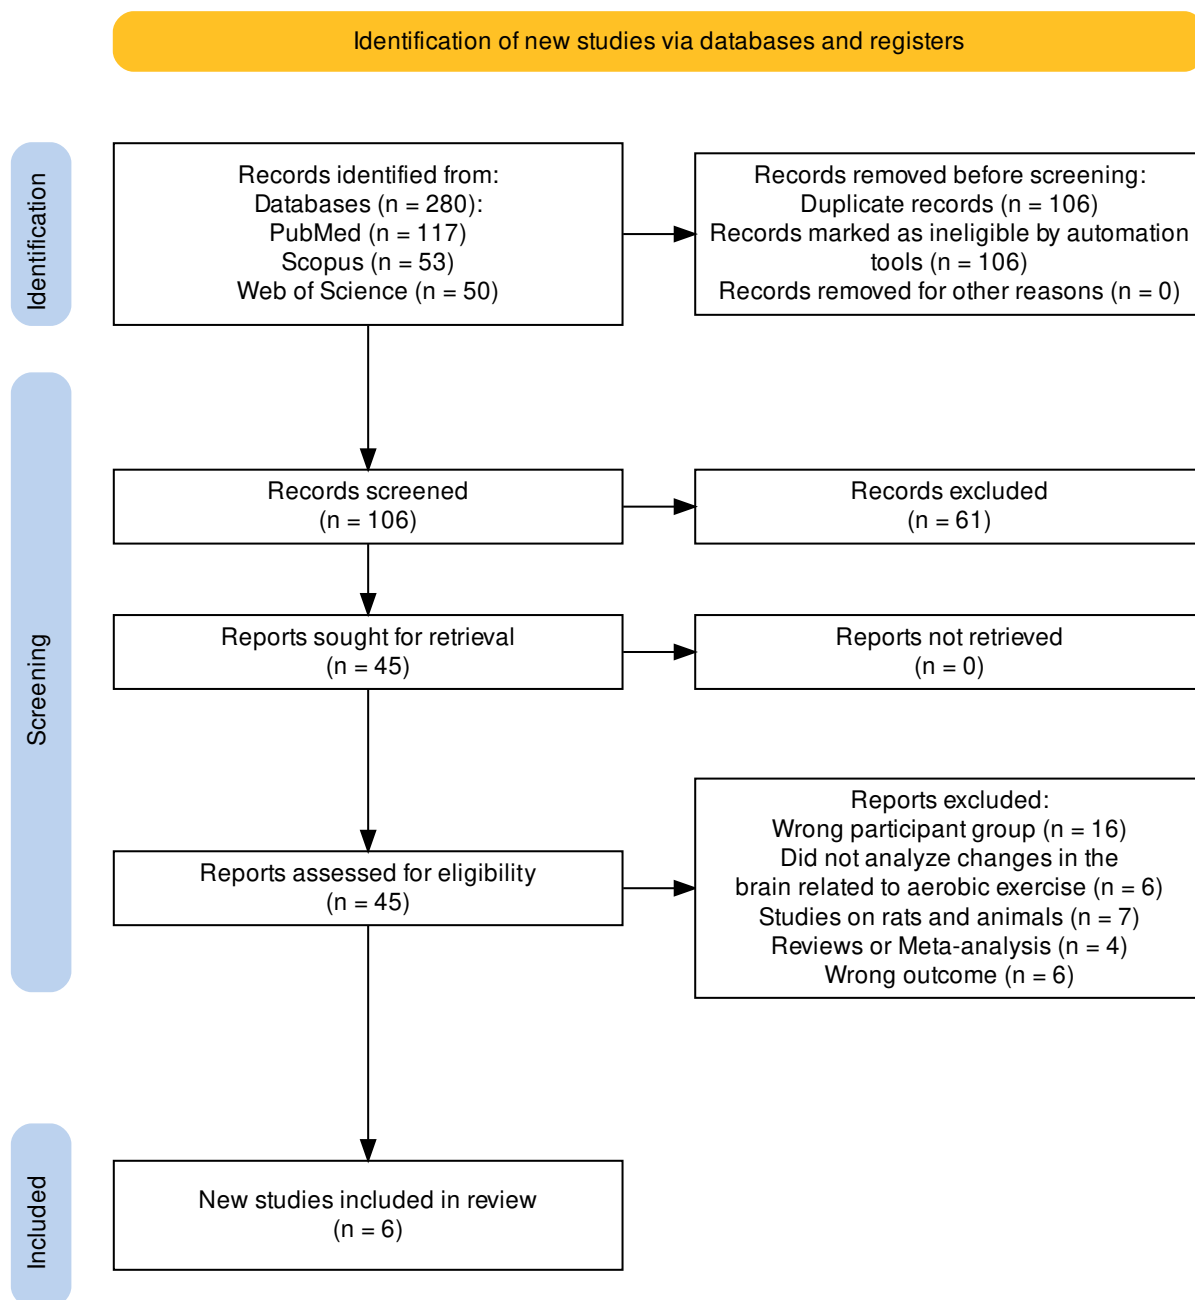 Identification of new studies via databases and registers
Identification
Records identified from:
Databases (n = 280):
PubMed (n = 117)
Scopus (n = 53)
Web of Science (n = 50)
Records removed before screening:
Duplicate records (n = 106)
Records marked as ineligible by automation
tools (n = 106)
Records removed for other reasons (n = 0)
Screening
Records screened
(n = 106)
Records excluded
(n = 61)
Reports sought for retrieval
(n = 45)
Reports not retrieved
(n = 0)
Reports assessed for eligibility
(n = 45)
Reports excluded:
Wrong participant group (n = 16)
Did not analyze changes in the
brain related to aerobic exercise (n = 6)
Studies on rats and animals (n = 7)
Reviews or Meta-analysis (n = 4)
Wrong outcome (n = 6)
Included
New studies included in review
(n = 6)